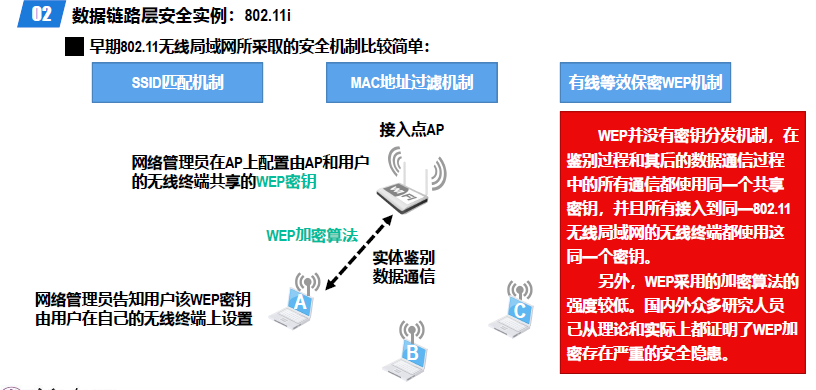 02 数据链路层安全实例：802.11i
早期802.11无线局域网所采取的安全机制比较简单：
SSID匹配机制
MAC地址过滤机制
有线等效保密WEP机制
接入点AP
网络管理员在AP上配置由AP和用户
的无线终端共享的WEP密钥
WiFi
WEP加密算法
实体鉴别
数据通信
网络管理员告知用户该WEP密钥
由用户在自己的无线终端上设置
A
B
C
WEP并没有密钥分发机制，在
鉴别过程和其后的数据通信过程
中的所有通信都使用同一个共享
密钥，并且所有接入到同一802.11
无线局域网的无线终端都使用这
同一个密钥。
另外，WEP采用的加密算法的
强度较低。国内外众多研究人员
已从理论和实际上都证明了WEP加
密存在严重的安全隐患。